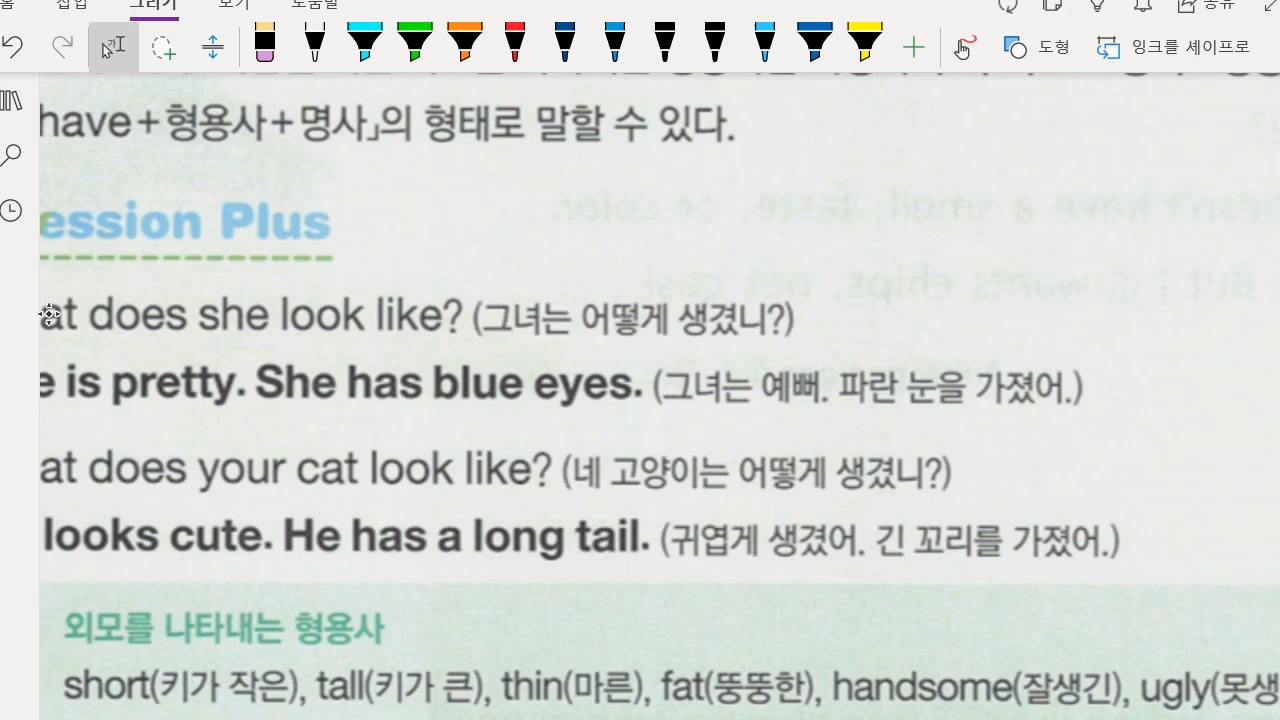 홈 삽입 그리기 보기 도움말 공유
도형 잉크를 셰이프로
have+형용사+명사」의 형태로 말할 수 있다.
ession Plus
at does she look like? (그녀는 어떻게 생겼니?)
e is pretty. She has blue eyes. (그녀는 예뻐. 파란 눈을 가졌어.)
at does your cat look like? (네 고양이는 어떻게 생겼니?)
looks cute. He has a long tail. (귀엽게 생겼어. 긴 꼬리를 가졌어.)
외모를 나타내는 형용사
short(키가 작은), tall(키가 큰), thin(마른), fat(뚱뚱한), handsome(잘생긴), ugly(못생